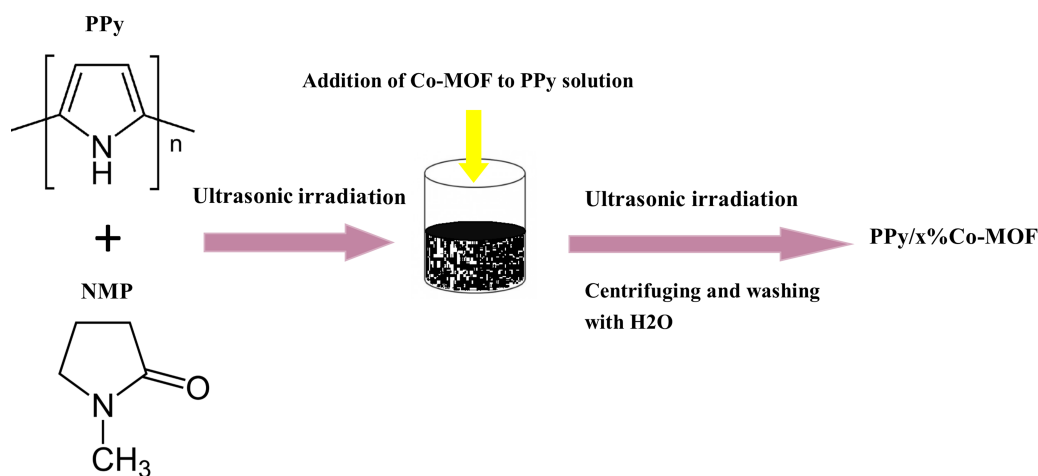 PPy
n
N
H
+
NMP
N
O
CH3
Ultrasonic irradiation
Addition of Co-MOF to PPy solution
Ultrasonic irradiation
Centrifuging and washing
with H2O
PPy/x%Co-MOF